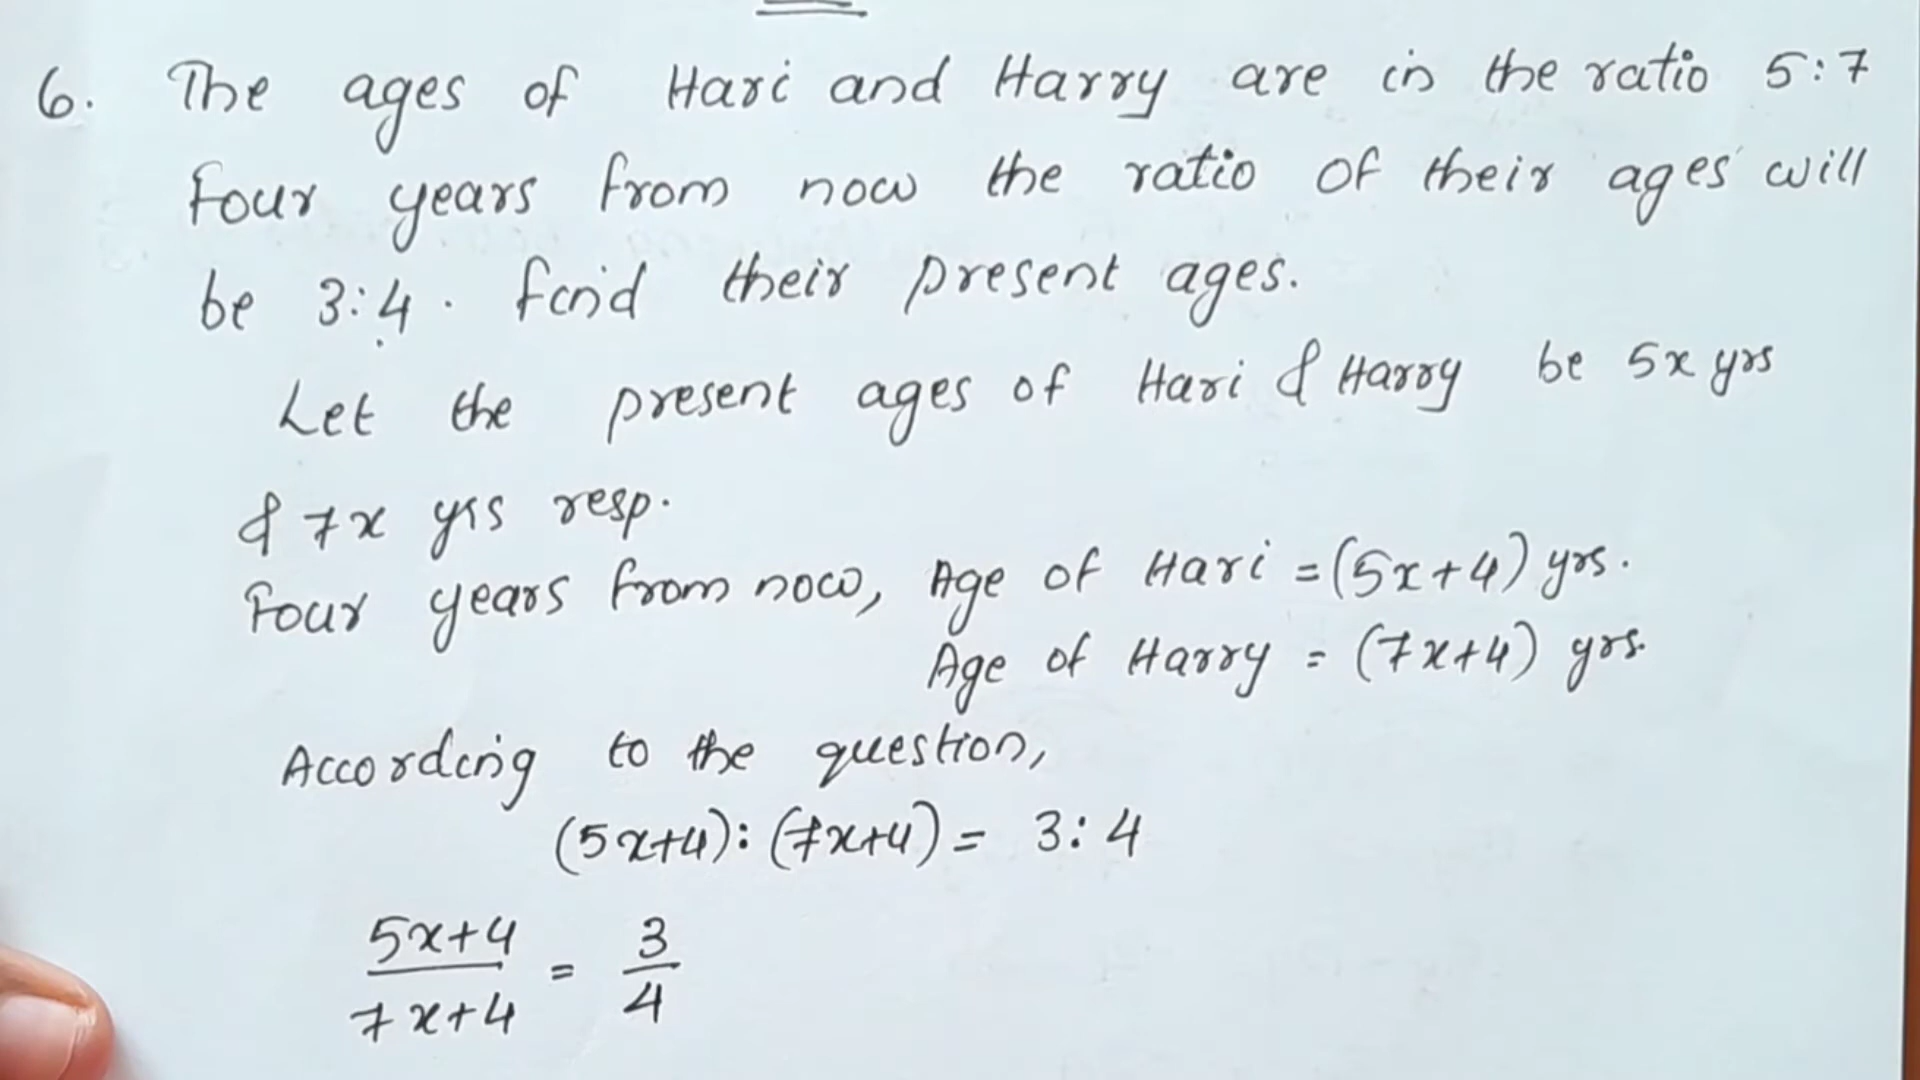 6. The ages of Hari and Harry are in the ratio 5:7
Four years from now the ratio of their ages will
be 3:4. Find their present ages.
Let the present ages of Hari & Harry be 5x yrs
& 7x yrs resp.
Four years from now, Age of Hari = (5x+4) yrs.
Age of Harry = (7x+4) yrs.
According to the question,
(5x+4):(7x+4) = 3:4
5x+4/7x+4 = 3/4